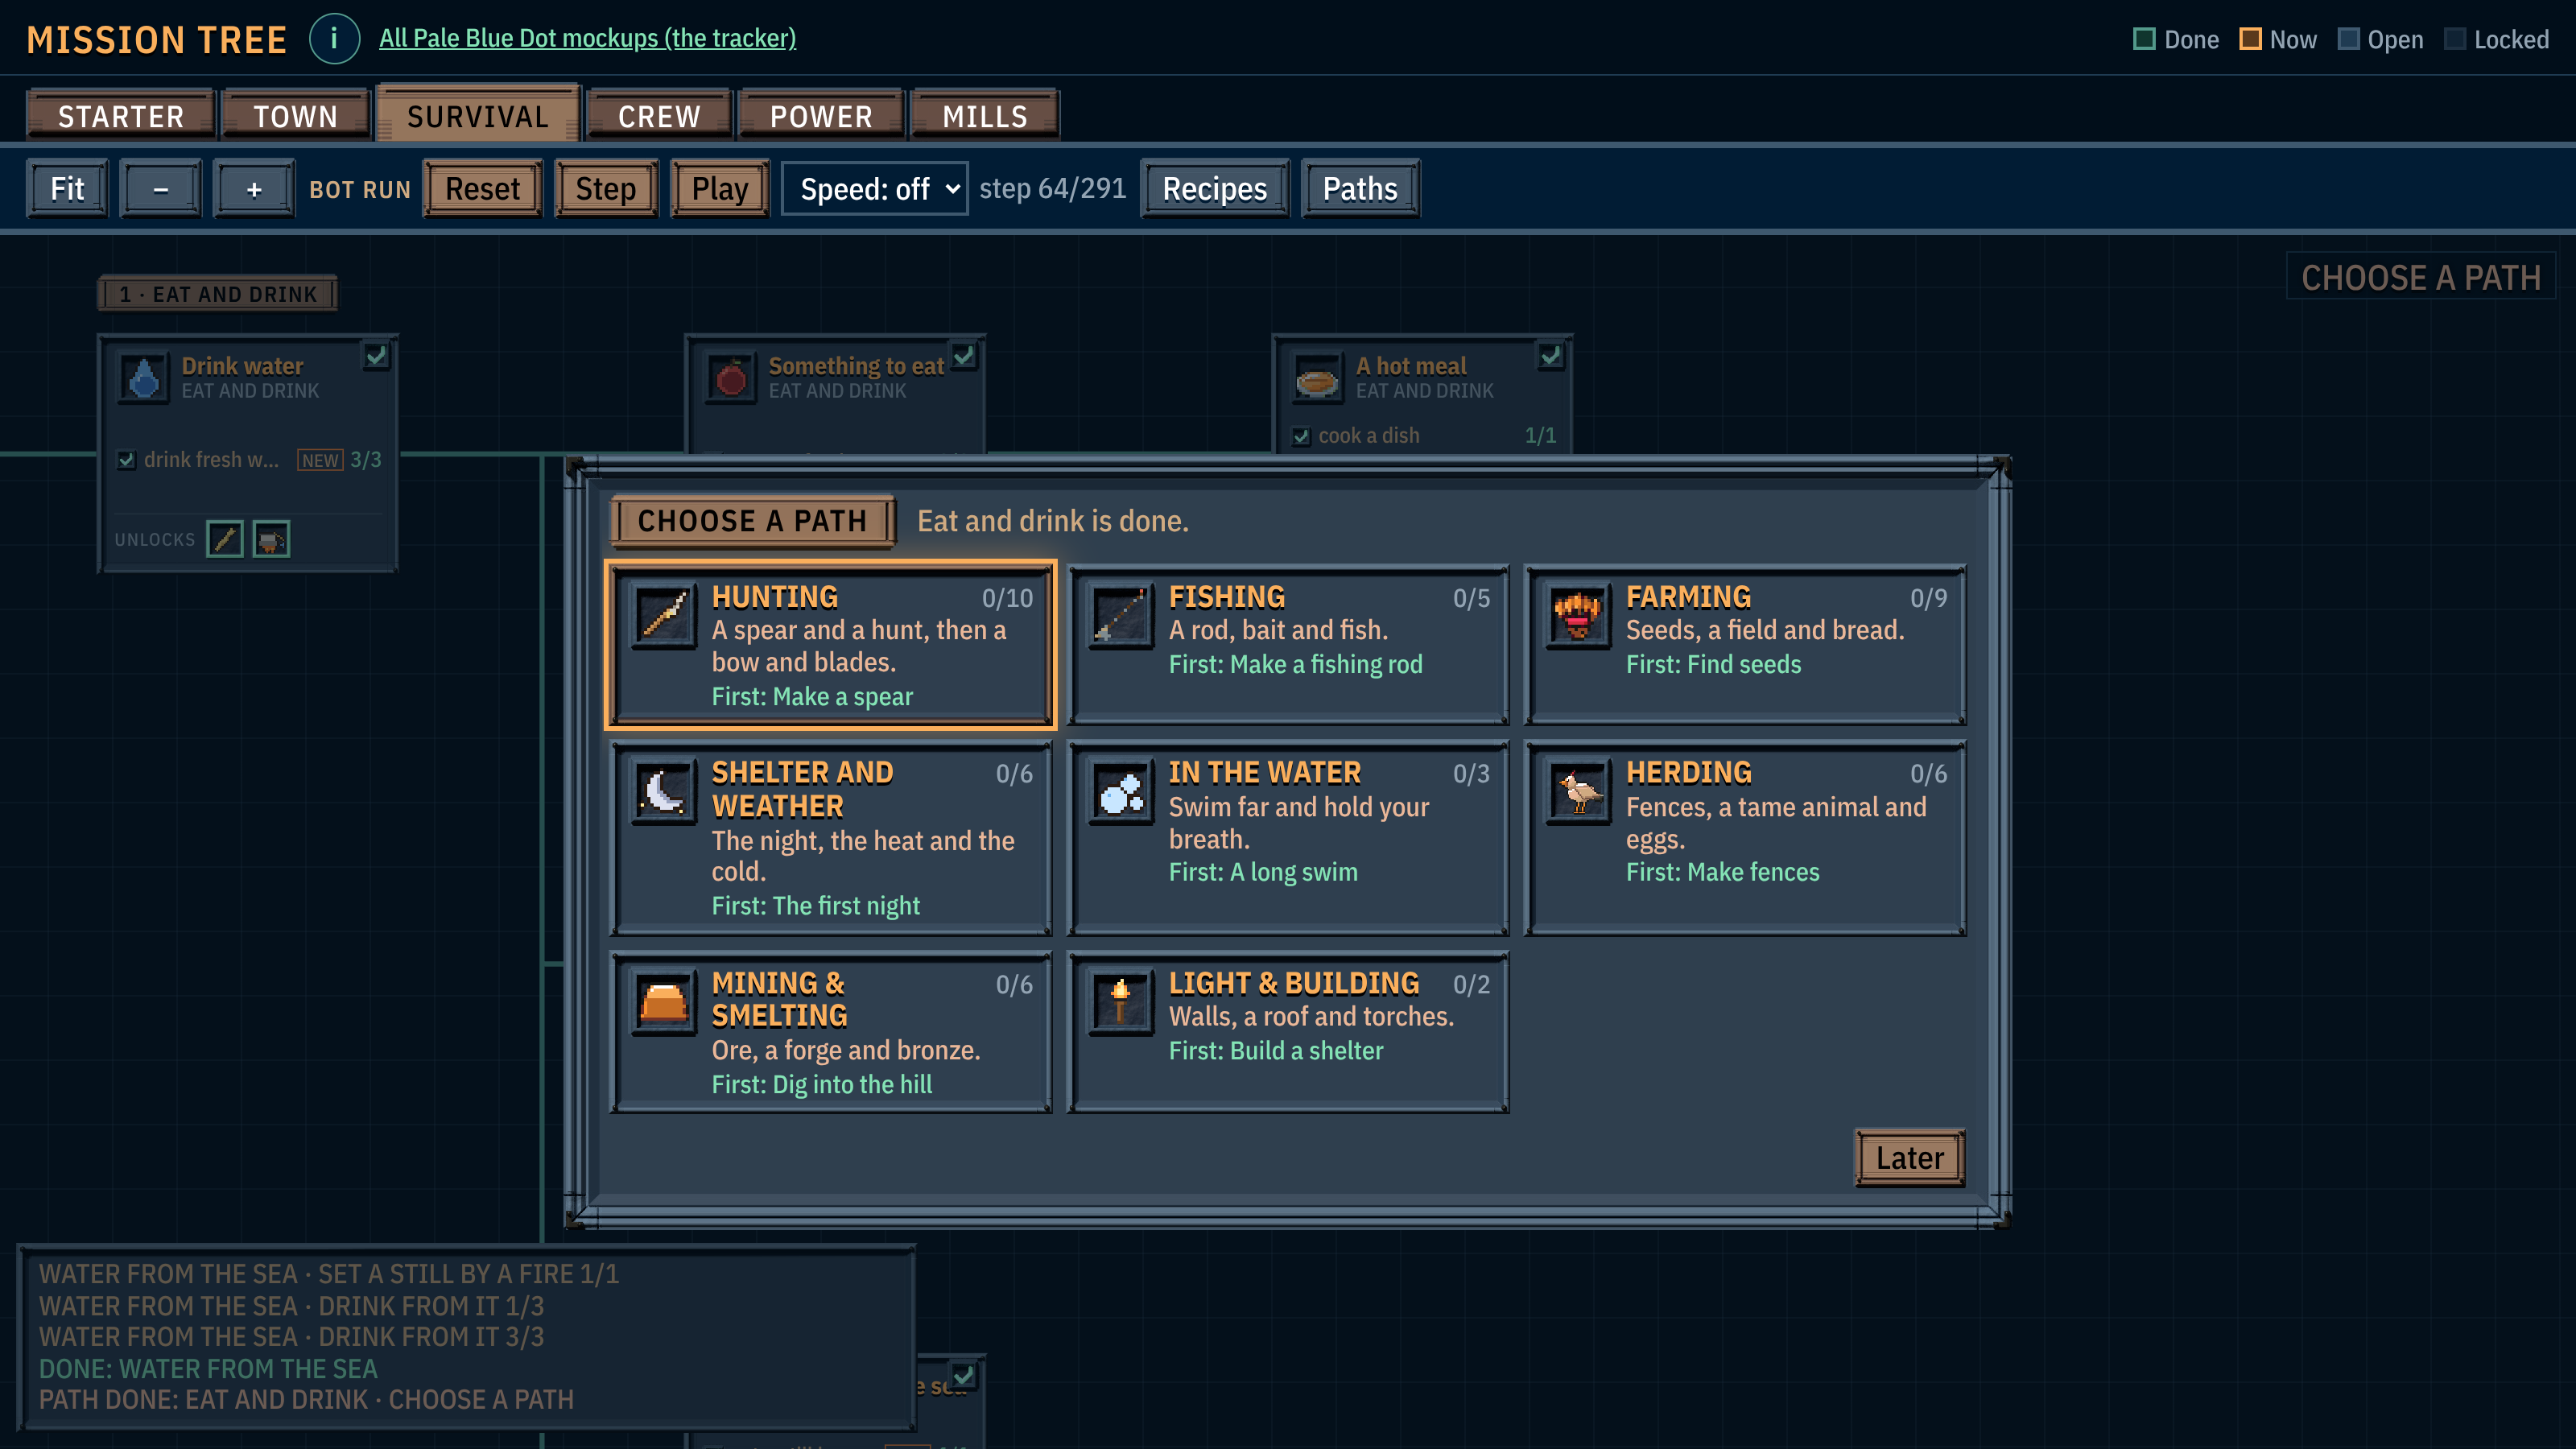 MISSION TREE
i
All Pale Blue Dot mockups (the tracker)
Done
Now
Open
Locked
STARTER
TOWN
SURVIVAL
CREW
POWER
MILLS
Fit
−
+
BOT RUN
Reset
Step
Play
Speed: off
step 64/291
Recipes
Paths
CHOOSE A PATH
1 · EAT AND DRINK
Drink water
EAT AND DRINK
drink fresh w... NEW 3/3
UNLOCKS
Something to eat
EAT AND DRINK
A hot meal
EAT AND DRINK
cook a dish 1/1
CHOOSE A PATH
Eat and drink is done.
HUNTING 0/10
A spear and a hunt, then a
bow and blades.
First: Make a spear
FISHING 0/5
A rod, bait and fish.
First: Make a fishing rod
FARMING 0/9
Seeds, a field and bread.
First: Find seeds
SHELTER AND 0/6
WEATHER
The night, the heat and the
cold.
First: The first night
IN THE WATER 0/3
Swim far and hold your
breath.
First: A long swim
HERDING 0/6
Fences, a tame animal and
eggs.
First: Make fences
MINING & 0/6
SMELTING
Ore, a forge and bronze.
First: Dig into the hill
LIGHT & BUILDING 0/2
Walls, a roof and torches.
First: Build a shelter
Later
WATER FROM THE SEA · SET A STILL BY A FIRE 1/1
WATER FROM THE SEA · DRINK FROM IT 1/3
WATER FROM THE SEA · DRINK FROM IT 3/3
DONE: WATER FROM THE SEA
PATH DONE: EAT AND DRINK · CHOOSE A PATH